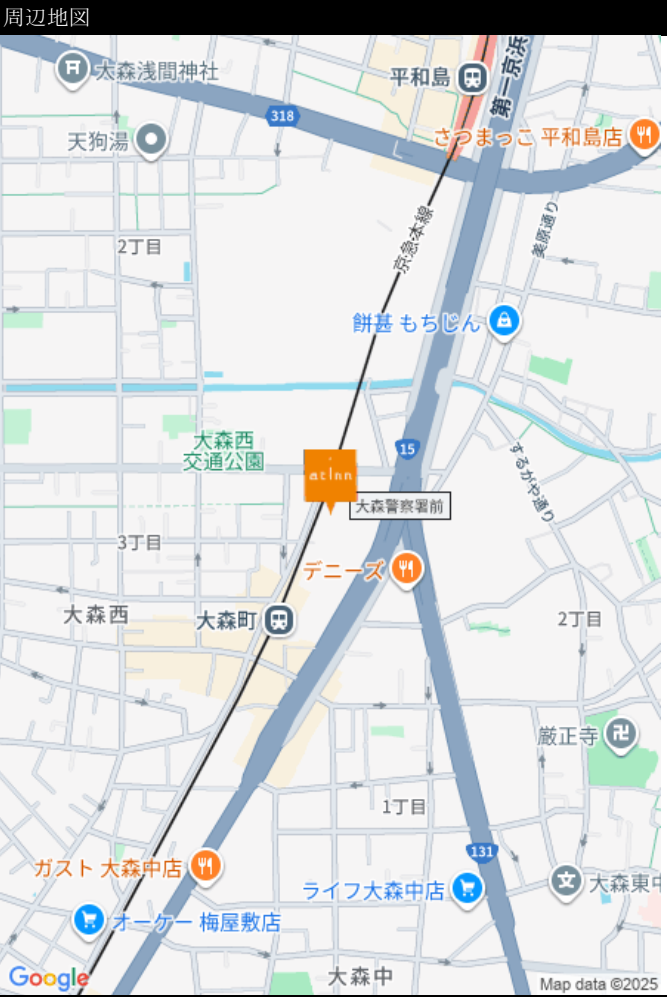 周辺地図
大森浅間神社
平和島
第一京浜
318
さつまっこ 平和島店
天狗湯
京急本線
美原通り
2丁目
餅甚 もちじん
大森西
交通公園
15
at Inn
するがや通り
大森警察署前
3丁目
デニーズ
大森西
大森町
2丁目
厳正寺
1丁目
131
ガスト 大森中店
ライフ大森中店
大森東中
オーケー 梅屋敷店
大森中
Google
Map data ©2025